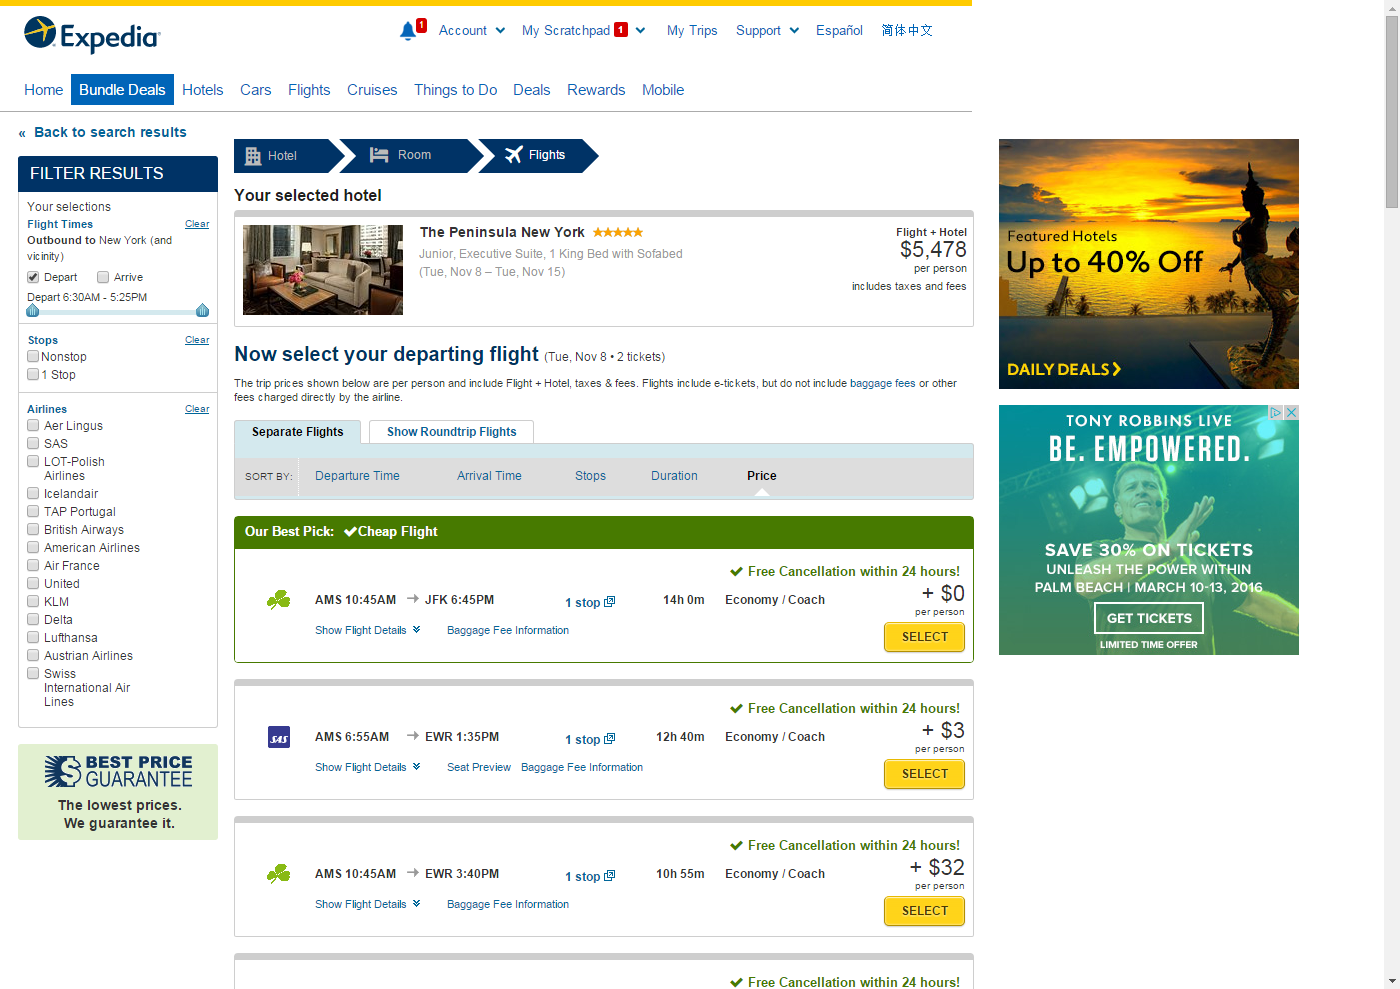 Expedia
1
Account
My Scratchpad 1
My Trips
Support
Español
简体中文
Home
Bundle Deals
Hotels
Cars
Flights
Cruises
Things to Do
Deals
Rewards
Mobile
« Back to search results
FILTER RESULTS
Your selections
Flight Times Clear
Outbound to New York (and
vicinity)
Depart Arrive
Depart 6:30AM - 5:25PM
Stops Clear
Nonstop
1 Stop
Airlines Clear
Aer Lingus
SAS
LOT-Polish
Airlines
Icelandair
TAP Portugal
British Airways
American Airlines
Air France
United
KLM
Delta
Lufthansa
Austrian Airlines
Swiss
International Air
Lines
BEST PRICE
GUARANTEE
The lowest prices.
We guarantee it.
Hotel
Room
Flights
Your selected hotel
The Peninsula New York
Junior, Executive Suite, 1 King Bed with Sofabed
(Tue, Nov 8 – Tue, Nov 15)
Flight + Hotel
$5,478
per person
includes taxes and fees
Now select your departing flight (Tue, Nov 8 • 2 tickets)
The trip prices shown below are per person and include Flight + Hotel, taxes & fees. Flights include e-tickets, but do not include baggage fees or other
fees charged directly by the airline.
Separate Flights
Show Roundtrip Flights
SORT BY: Departure Time Arrival Time Stops Duration Price
Our Best Pick: Cheap Flight
Free Cancellation within 24 hours!
AMS 10:45AM JFK 6:45PM 1 stop 14h 0m Economy / Coach + $0
per person
Show Flight Details Baggage Fee Information
SELECT
Free Cancellation within 24 hours!
SAS
AMS 6:55AM EWR 1:35PM 1 stop 12h 40m Economy / Coach + $3
per person
Show Flight Details Seat Preview Baggage Fee Information
SELECT
Free Cancellation within 24 hours!
AMS 10:45AM EWR 3:40PM 1 stop 10h 55m Economy / Coach + $32
per person
Show Flight Details Baggage Fee Information
SELECT
Free Cancellation within 24 hours!
Featured Hotels
Up to 40% Off
DAILY DEALS
TONY ROBBINS LIVE
BE. EMPOWERED.
SAVE 30% ON TICKETS
UNLEASH THE POWER WITHIN
PALM BEACH | MARCH 10-13, 2016
GET TICKETS
LIMITED TIME OFFER